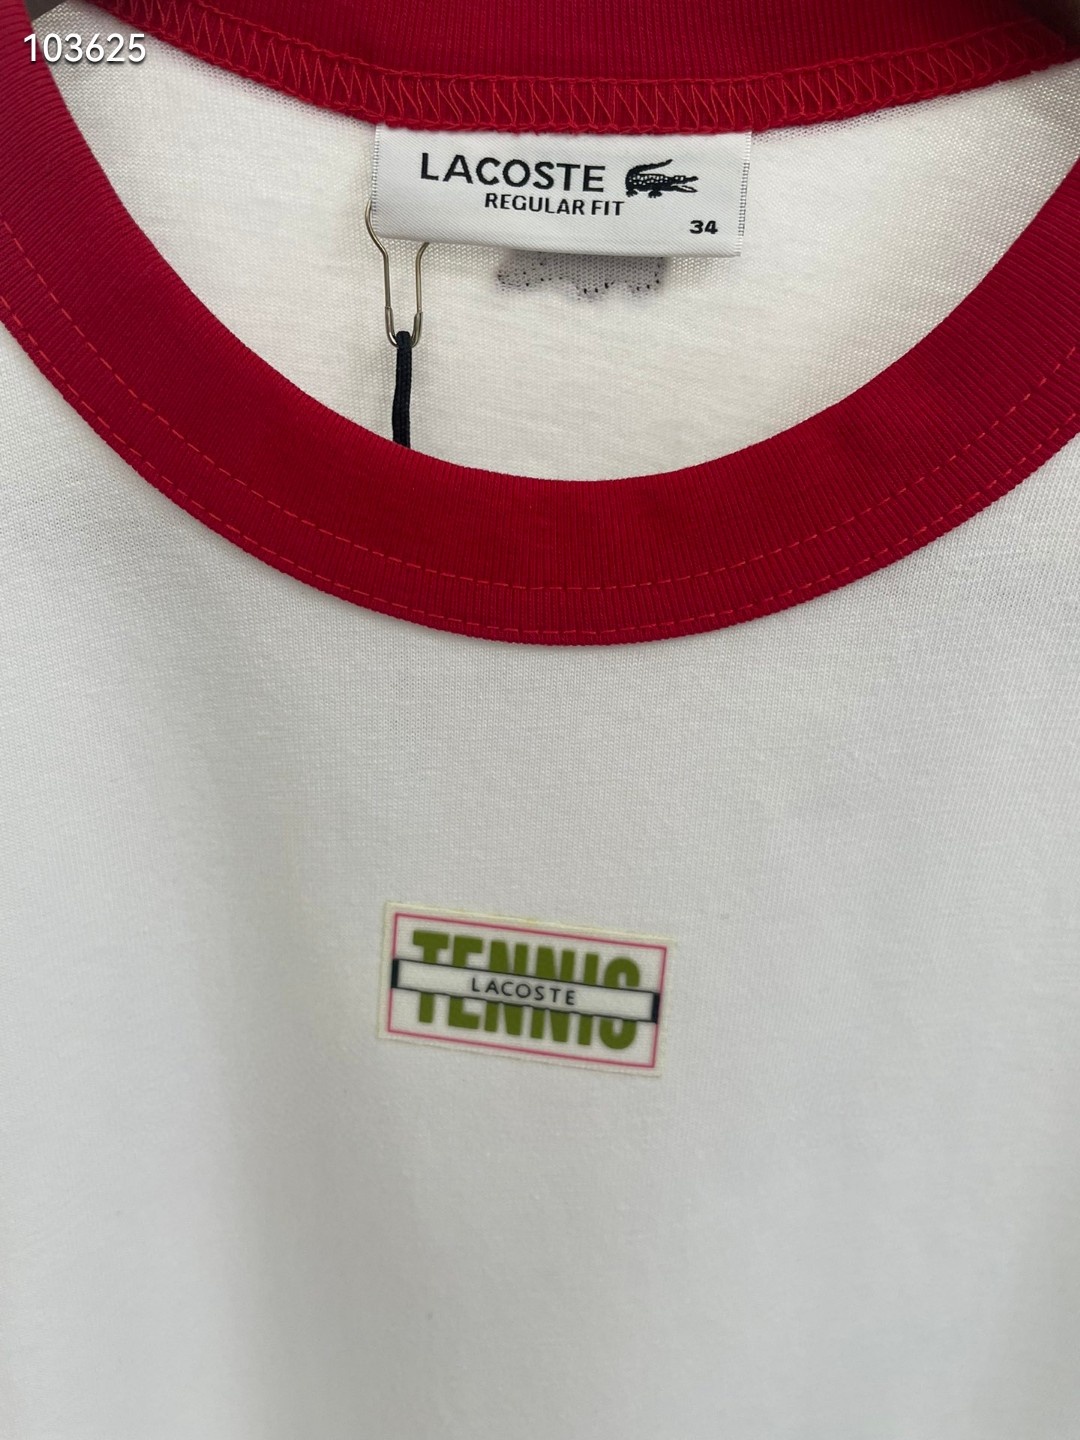 103625
LACOSTE
REGULAR FIT
34
TENNIS
LACOSTE